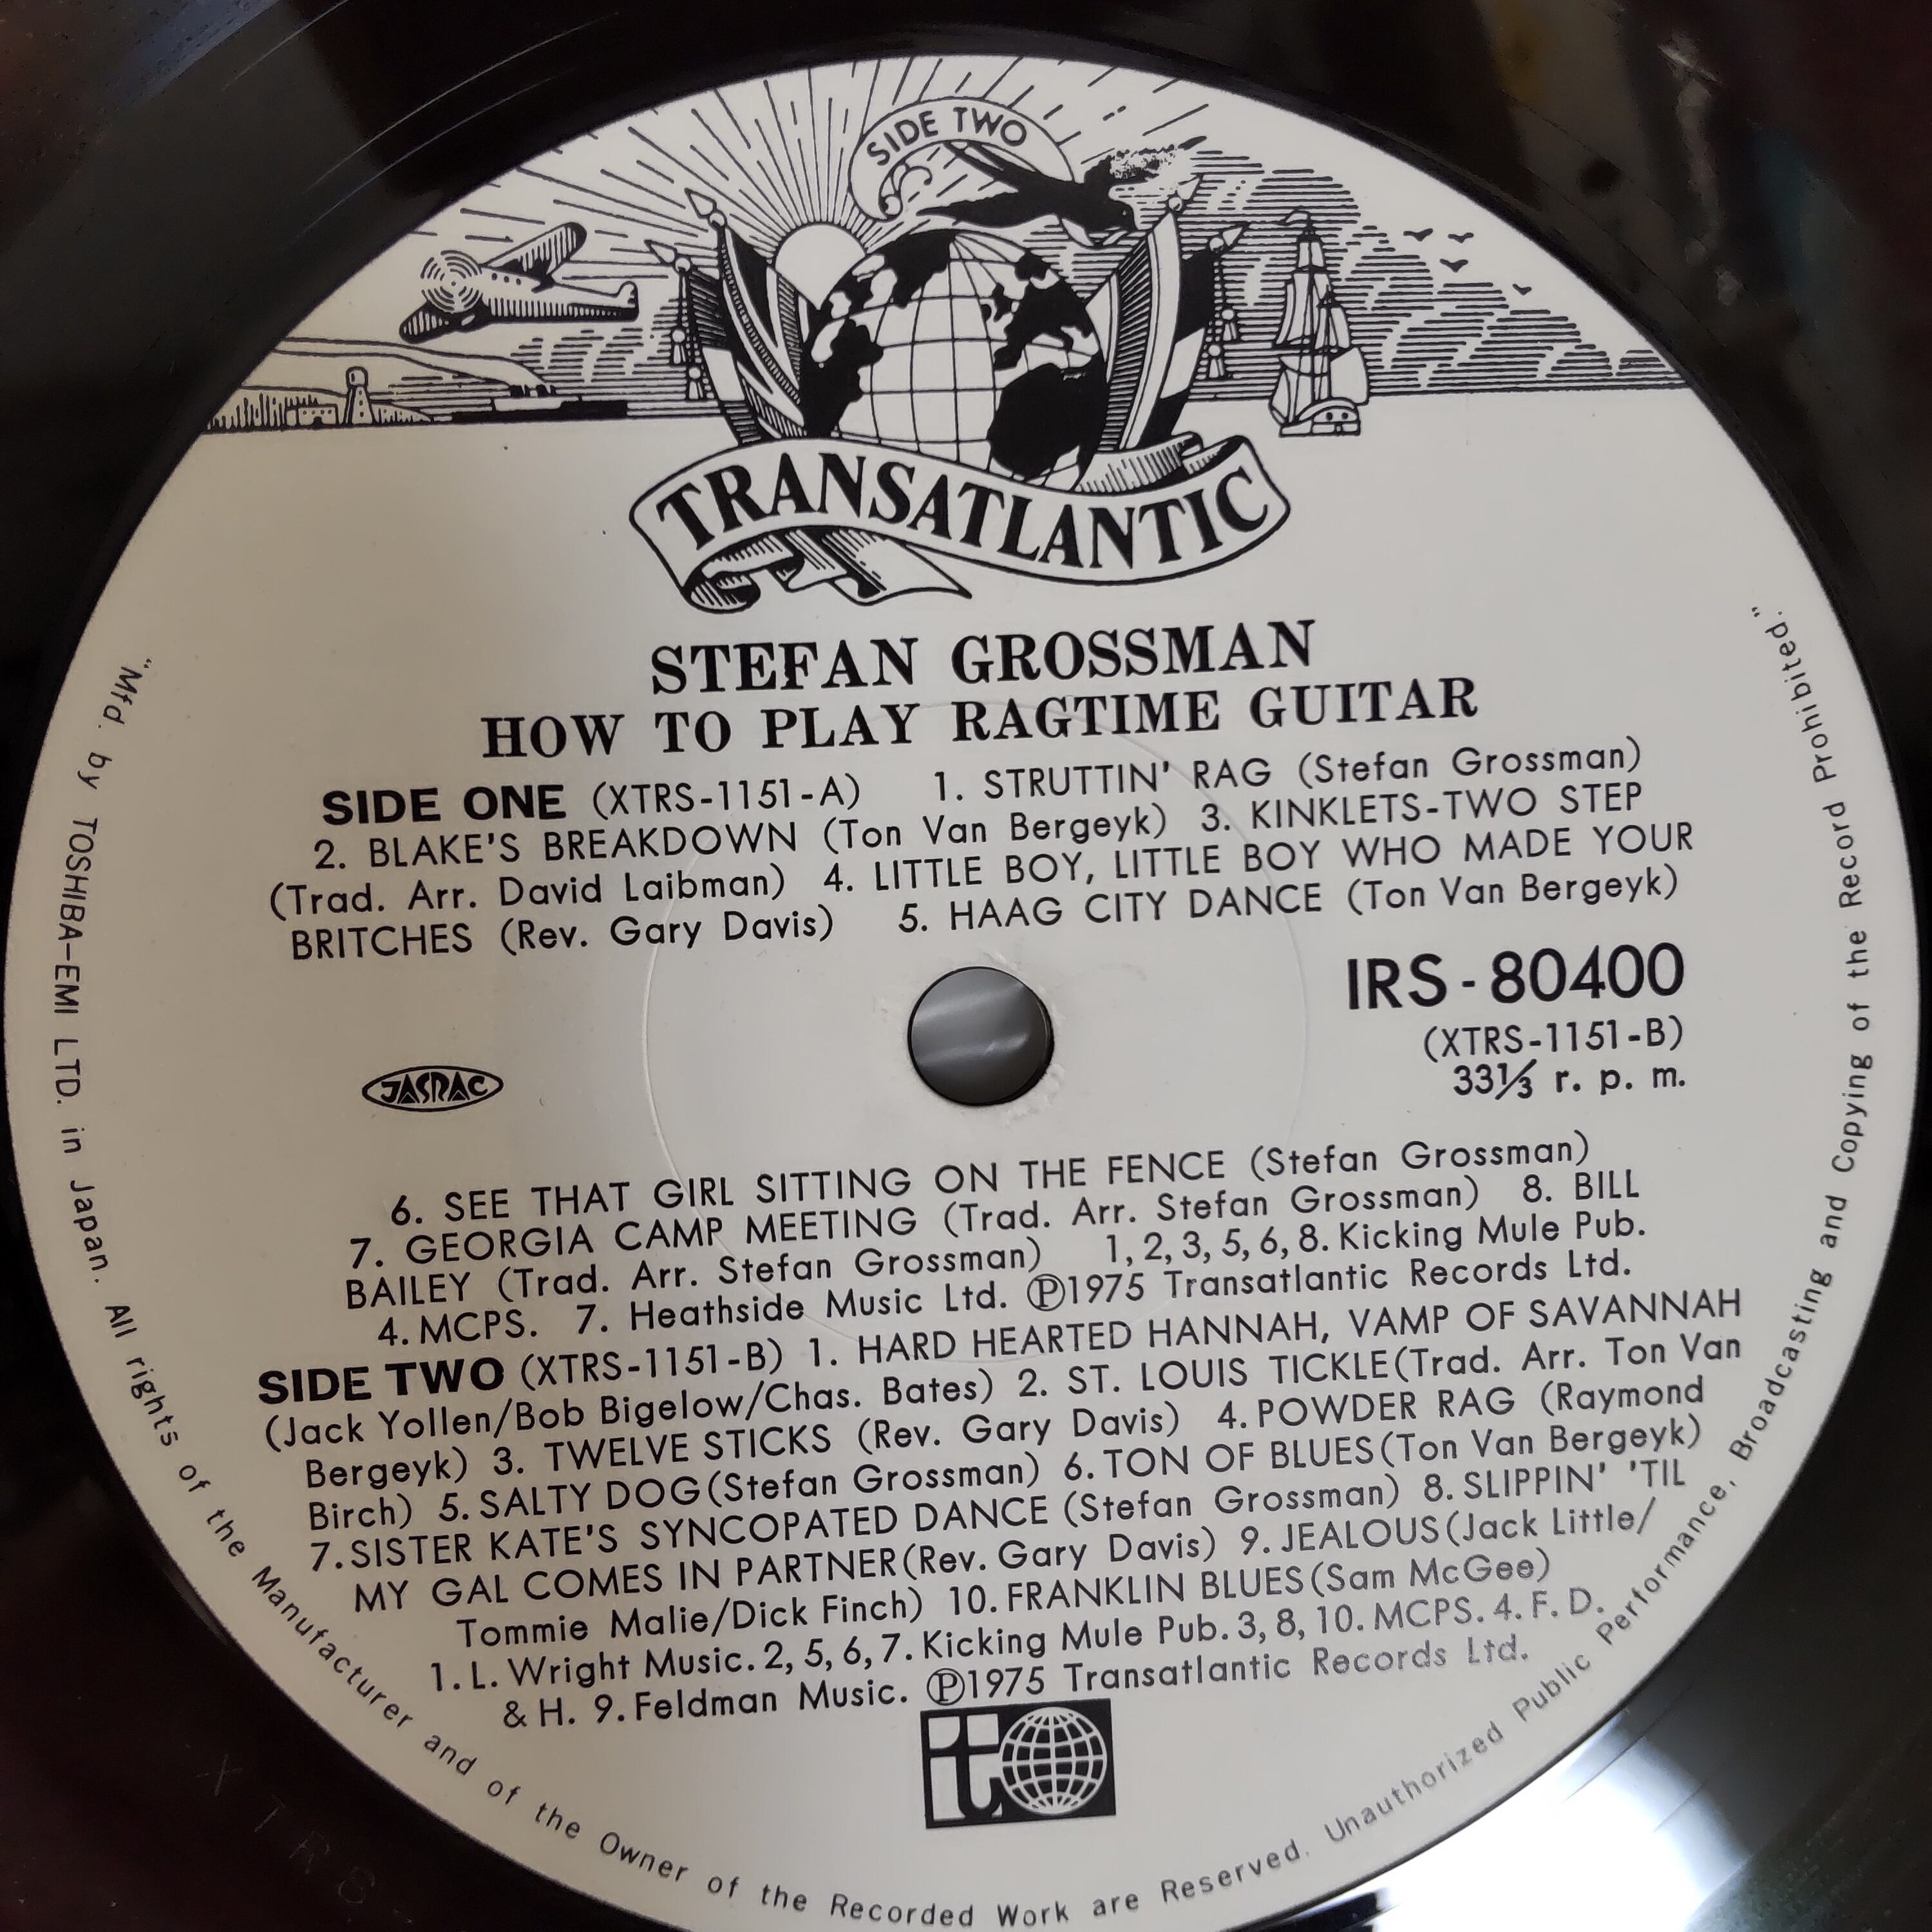 SIDE TWO
TRANSATLANTIC
STEFAN GROSSMAN
HOW TO PLAY RAGTIME GUITAR
SIDE ONE (XTRS-1151-A) 1. STRUTTIN' RAG (Stefan Grossman)
2. BLAKE'S BREAKDOWN (Ton Van Bergeyk) 3. KINKLETS-TWO STEP
(Trad. Arr. David Laibman) 4. LITTLE BOY, LITTLE BOY WHO MADE YOUR
BRITCHES (Rev. Gary Davis) 5. HAAG CITY DANCE (Ton Van Bergeyk)
IRS-80400
(XTRS-1151-B)
33⅓ r. p. m.
JASRAC
6. SEE THAT GIRL SITTING ON THE FENCE (Stefan Grossman)
7. GEORGIA CAMP MEETING (Trad. Arr. Stefan Grossman) 8. BILL
BAILEY (Trad. Arr. Stefan Grossman) 1, 2, 3, 5, 6, 8. Kicking Mule Pub.
4. MCPS. 7. Heathside Music Ltd. ℗1975 Transatlantic Records Ltd.
SIDE TWO (XTRS-1151-B) 1. HARD HEARTED HANNAH, VAMP OF SAVANNAH
(Jack Yollen/Bob Bigelow/Chas. Bates) 2. ST. LOUIS TICKLE (Trad. Arr. Ton Van
Bergeyk) 3. TWELVE STICKS (Rev. Gary Davis) 4. POWDER RAG (Raymond
Birch) 5. SALTY DOG (Stefan Grossman) 6. TON OF BLUES (Ton Van Bergeyk)
7. SISTER KATE'S SYNCOPATED DANCE (Stefan Grossman) 8. SLIPPIN' 'TIL
MY GAL COMES IN PARTNER (Rev. Gary Davis) 9. JEALOUS (Jack Little/
Tommie Malie/Dick Finch) 10. FRANKLIN BLUES (Sam McGee)
1. L. Wright Music. 2, 5, 6, 7. Kicking Mule Pub. 3, 8, 10. MCPS. 4. F. D.
& H. 9. Feldman Music. ℗1975 Transatlantic Records Ltd.
it
"Mfd. by TOSHIBA-EMI LTD. in Japan. All rights of the Manufacturer and of the Owner of the Recorded Work are Reserved. Unauthorized Public Performance, Broadcasting and Copying of the Record Prohibited."